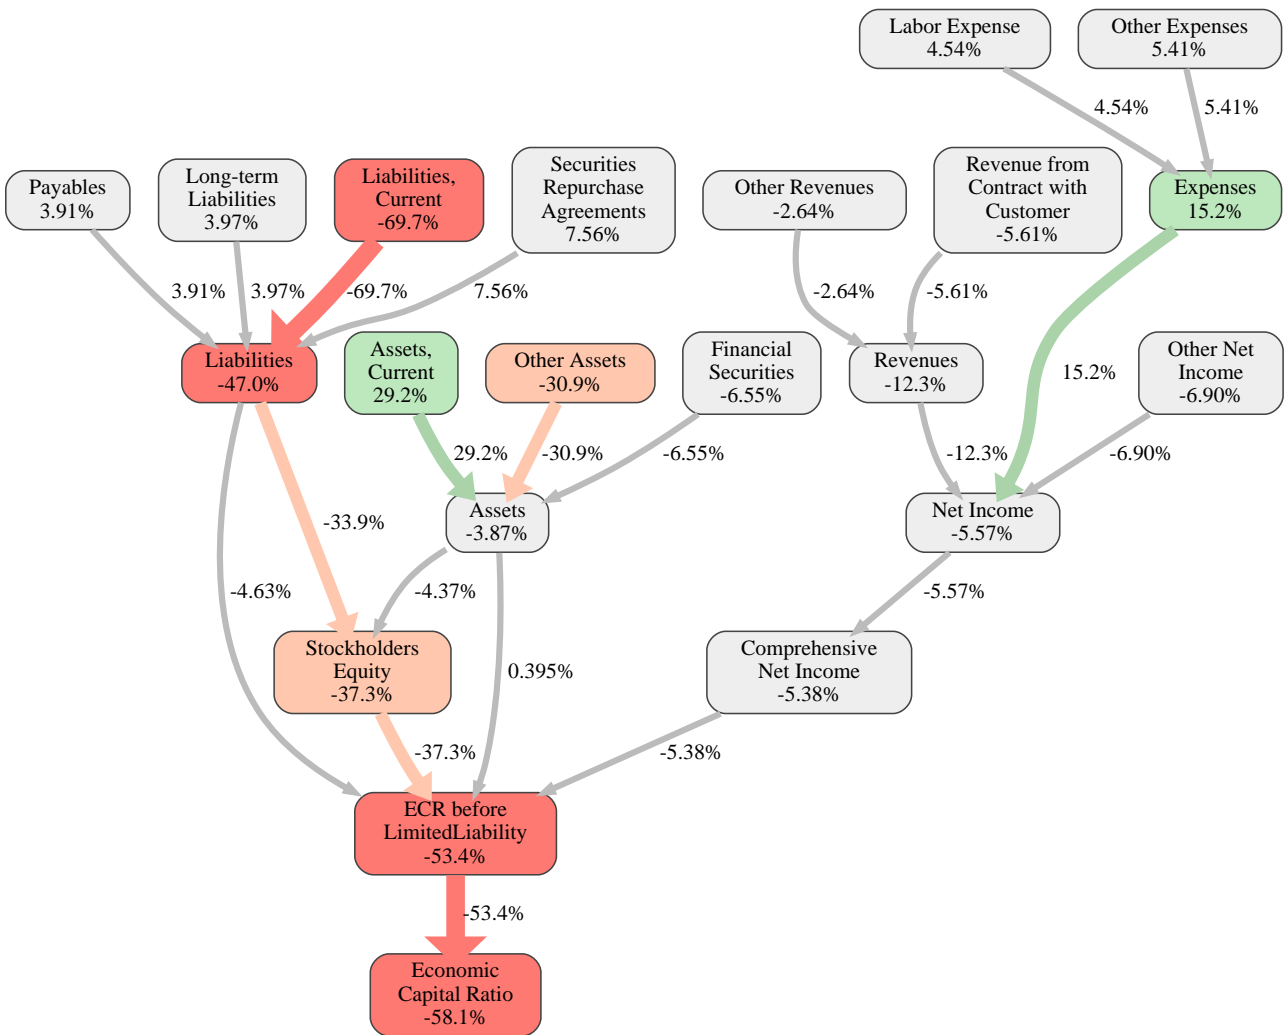 Labor Expense
4.54%
Other Expenses
5.41%
4.54%
5.41%
Payables
3.91%
Long-term
Liabilities
3.97%
Liabilities,
Current
-69.7%
Securities
Repurchase
Agreements
7.56%
Other Revenues
-2.64%
Revenue from
Contract with
Customer
-5.61%
Expenses
15.2%
3.91%
3.97%
-69.7%
7.56%
-2.64%
-5.61%
Liabilities
-47.0%
Assets,
Current
29.2%
Other Assets
-30.9%
Financial
Securities
-6.55%
Revenues
-12.3%
15.2%
Other Net
Income
-6.90%
29.2%
-30.9%
-6.55%
-12.3%
-6.90%
-33.9%
Assets
-3.87%
Net Income
-5.57%
-4.63%
-4.37%
-5.57%
Stockholders
Equity
-37.3%
0.395%
Comprehensive
Net Income
-5.38%
-37.3%
-5.38%
ECR before
LimitedLiability
-53.4%
-53.4%
Economic
Capital Ratio
-58.1%